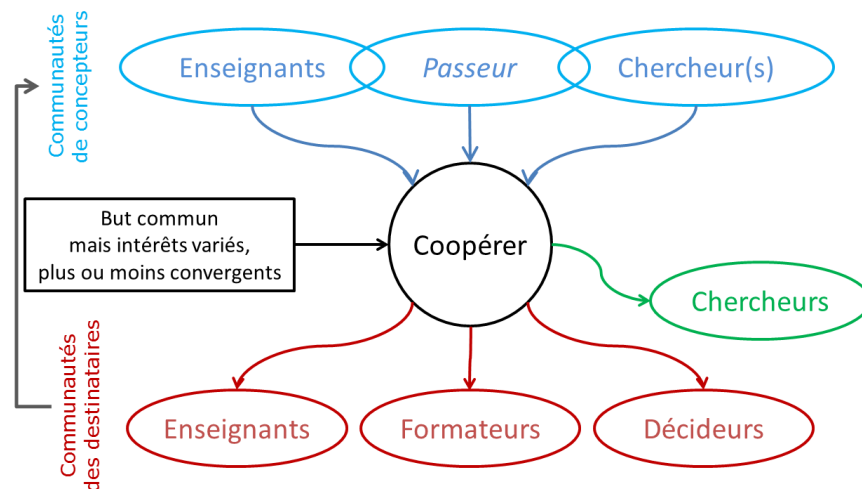 Communautés
de concepteurs
Enseignants
Passeur
Chercheur(s)
But commun
mais intérêts variés,
plus ou moins convergents
Coopérer
Chercheurs
Communautés
des destinataires
Enseignants
Formateurs
Décideurs